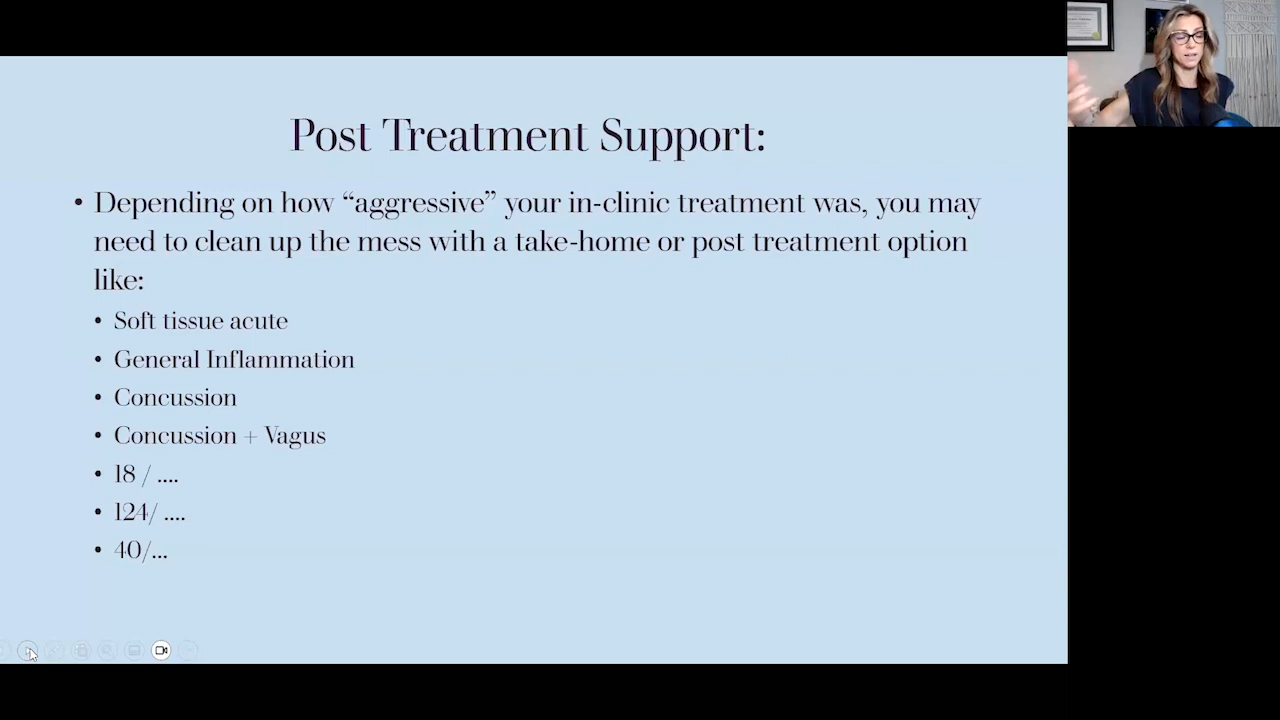 Post Treatment Support:
• Depending on how “aggressive” your in-clinic treatment was, you may
need to clean up the mess with a take-home or post treatment option
like:
• Soft tissue acute
• General Inflammation
• Concussion
• Concussion + Vagus
• 18 / ....
• 124/ ....
• 40/...